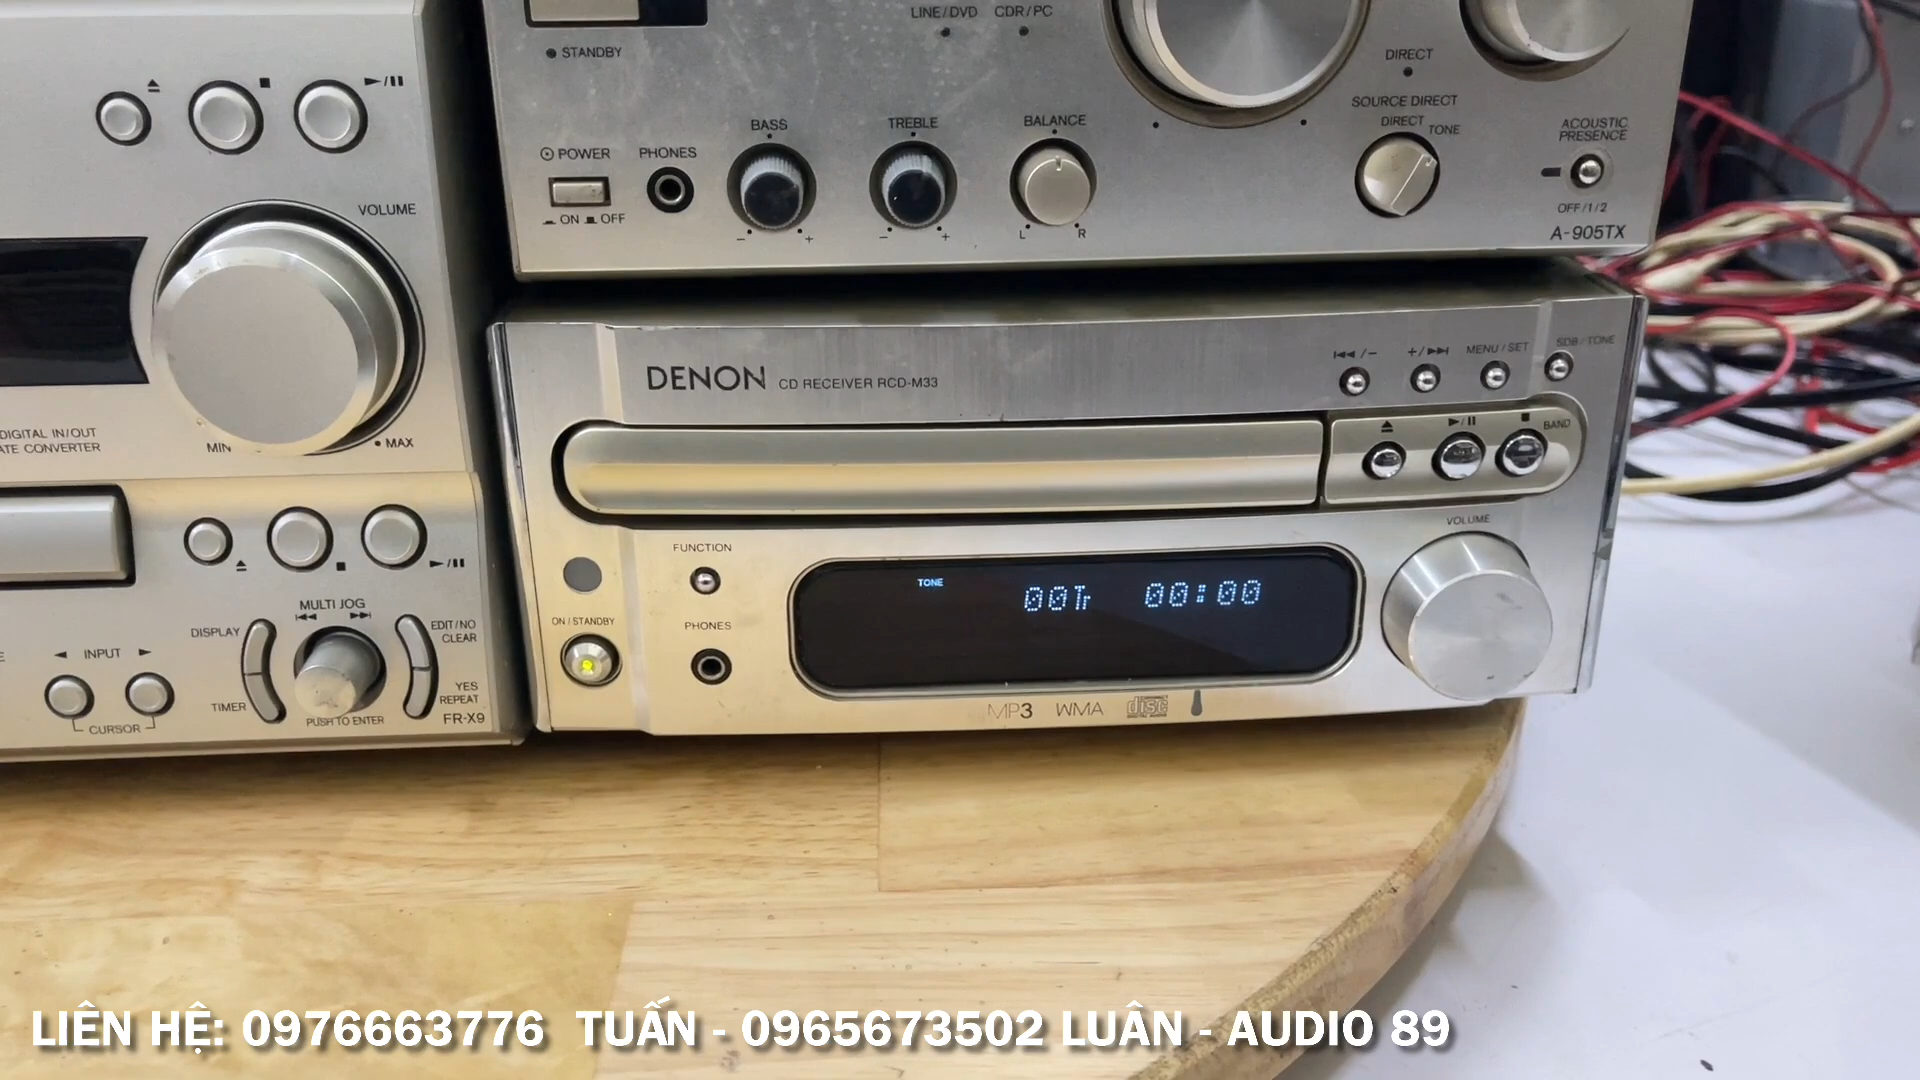 LINE/DVD CDR/PC
STANDBY
DIRECT
SOURCE DIRECT
DIRECT
TONE
ACOUSTIC
PRESENCE
OFF/1/2
A-905TX
BASS
TREBLE
BALANCE
POWER
PHONES
ON OFF
- +
- +
L R
VOLUME
MIN
MAX
DIGITAL IN/OUT
ATE CONVERTER
MULTI JOG
DISPLAY
EDIT/NO
CLEAR
INPUT
TIMER
YES
REPEAT
PUSH TO ENTER
FR-X9
CURSOR
DENON CD RECEIVER RCD-M33
MENU / SET
SDB / TONE
BAND
FUNCTION
VOLUME
TONE
00Tr 00:00
ON / STANDBY
PHONES
MP3 WMA disc
DIGITAL AUDIO
LIÊN HỆ: 0976663776 TUẤN - 0965673502 LUÂN - AUDIO 89